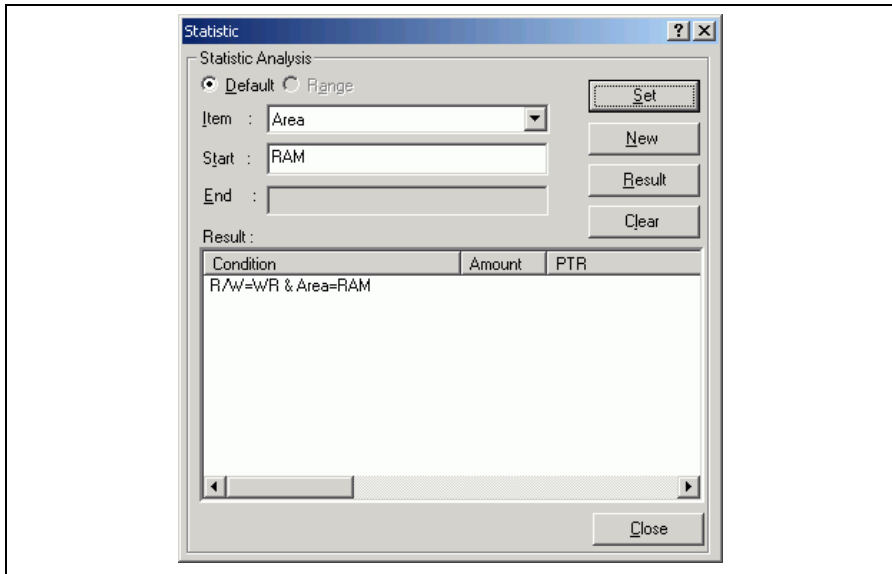 Statistic
Statistic Analysis
Default Range
Item : Area
Start : RAM
End :
Set
New
Result
Clear
Result :
Condition Amount PTR
R/W=WR & Area=RAM
Close